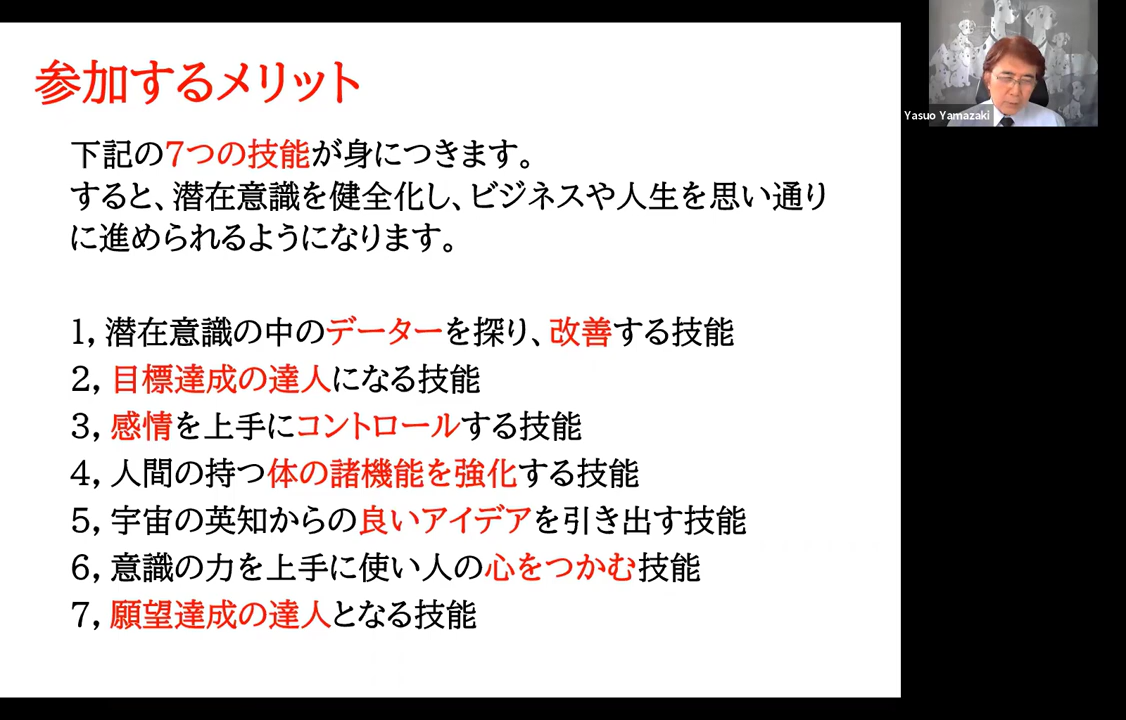 参加するメリット
下記の7つの技能が身につきます。
すると、潜在意識を健全化し、ビジネスや人生を思い通り
に進められるようになります。
1, 潜在意識の中のデーターを探り、改善する技能
2, 目標達成の達人になる技能
3, 感情を上手にコントロールする技能
4, 人間の持つ体の諸機能を強化する技能
5, 宇宙の英知からの良いアイデアを引き出す技能
6, 意識の力を上手に使い人の心をつかむ技能
7, 願望達成の達人となる技能
Yasuo Yamazaki